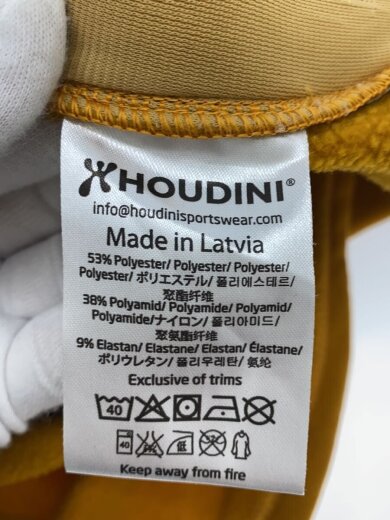 HOUDINI®
info@houdinisportswear.com
Made in Latvia
53% Polyester/ Polyester/ Polyester/
Polyester/ ポリエステル/ 폴리에스테르/
聚酯纤维
38% Polyamid/ Polyamide/ Polyamid/
Polyamide/ナイロン/ 폴리아미드/
聚氨酯纤维
9% Elastan/ Elastane/ Elastan/ Élastane/
ポリウレタン/ 폴리우레탄/ 氨纶
Exclusive of trims
40
40
Keep away from fire